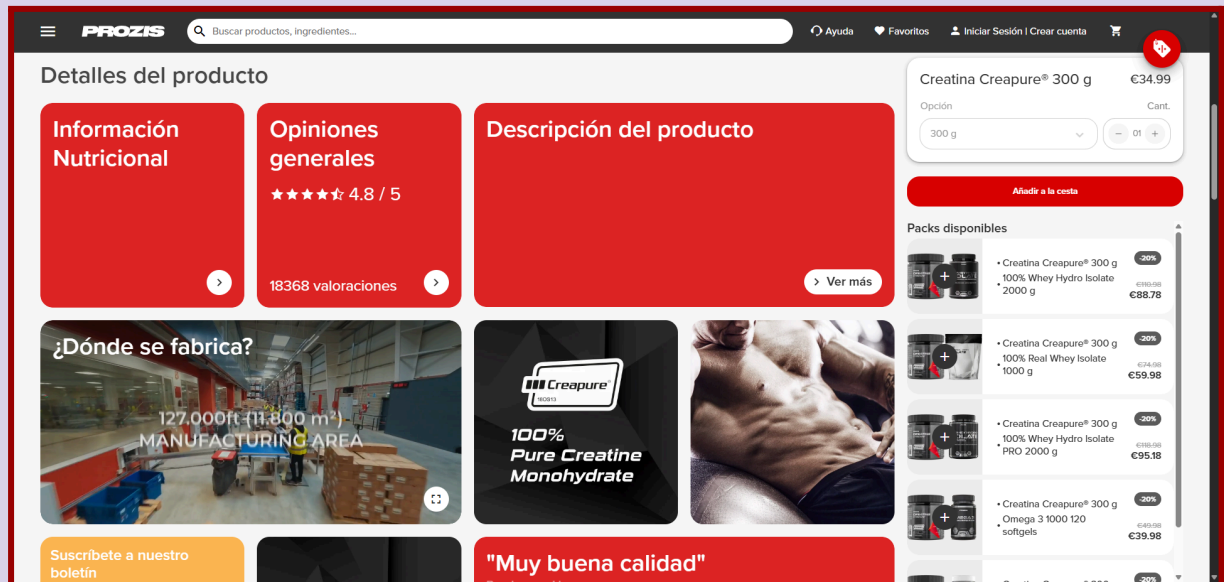 PROZIS
Buscar productos, ingredientes...
Ayuda
Favoritos
Iniciar Sesión | Crear cuenta
Detalles del producto
Información
Nutricional
Opiniones
generales
4.8 / 5
18368 valoraciones
Descripción del producto
Ver más
¿Dónde se fabrica?
127.000ft (11.800 m²)
MANUFACTURING AREA
Creapure®
100%
Pure Creatine
Monohydrate
Suscríbete a nuestro
boletín
"Muy buena calidad"
Creatina Creapure® 300 g €34.99
Opción Cant.
300 g 01
Añadir a la cesta
Packs disponibles
• Creatina Creapure® 300 g -20%
• 100% Whey Hydro Isolate
2000 g €110.98
€88.78
• Creatina Creapure® 300 g -20%
• 100% Real Whey Isolate
1000 g €74.98
€59.98
• Creatina Creapure® 300 g -20%
• 100% Whey Hydro Isolate
PRO 2000 g €118.98
€95.18
• Creatina Creapure® 300 g -20%
• Omega 3 1000 120
softgels €49.98
€39.98
-20%